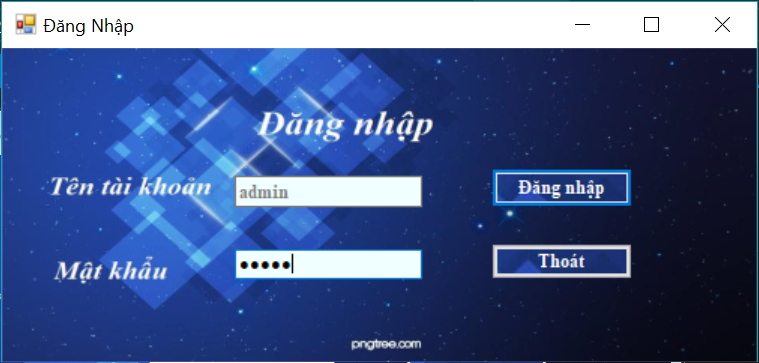 Đăng Nhập
Đăng nhập
Tên tài khoản
admin
Đăng nhập
Mật khẩu
●●●●●
Thoát
pngtree.com